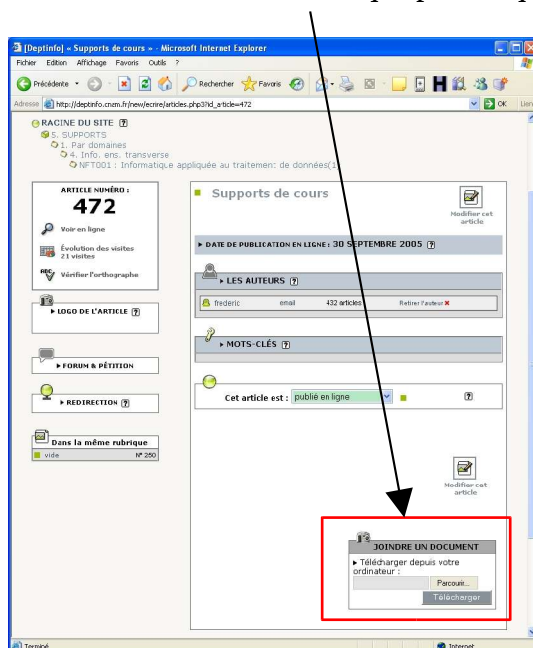 [Deptinfo] « Supports de cours » - Microsoft Internet Explorer
Fichier Edition Affichage Favoris Outils ?
Précédente Rechercher Favoris
Adresse http://deptinfo.cnam.fr/new/ecrire/articles.php3?id_article=472 OK Lien
RACINE DU SITE ?
5. SUPPORTS
1. Par domaines
4. Info. ens. transverse
NFT001 : Informatique appliquée au traitement de données(1)
ARTICLE NUMÉRO :
472
Voir en ligne
Évolution des visites
21 visites
ABC Vérifier l'orthographe
LOGO DE L'ARTICLE ?
FORUM & PÉTITION
REDIRECTION ?
Dans la même rubrique
vide N° 260
Supports de cours
Modifier cet
article
DATE DE PUBLICATION EN LIGNE : 30 SEPTEMBRE 2005 ?
LES AUTEURS ?
frederic email 432 articles Retirer l'auteur
MOTS-CLÉS ?
Cet article est : publié en ligne ?
Modifier cet
article
JOINDRE UN DOCUMENT
Télécharger depuis votre
ordinateur :
Parcourir...
Télécharger
Terminé Internet